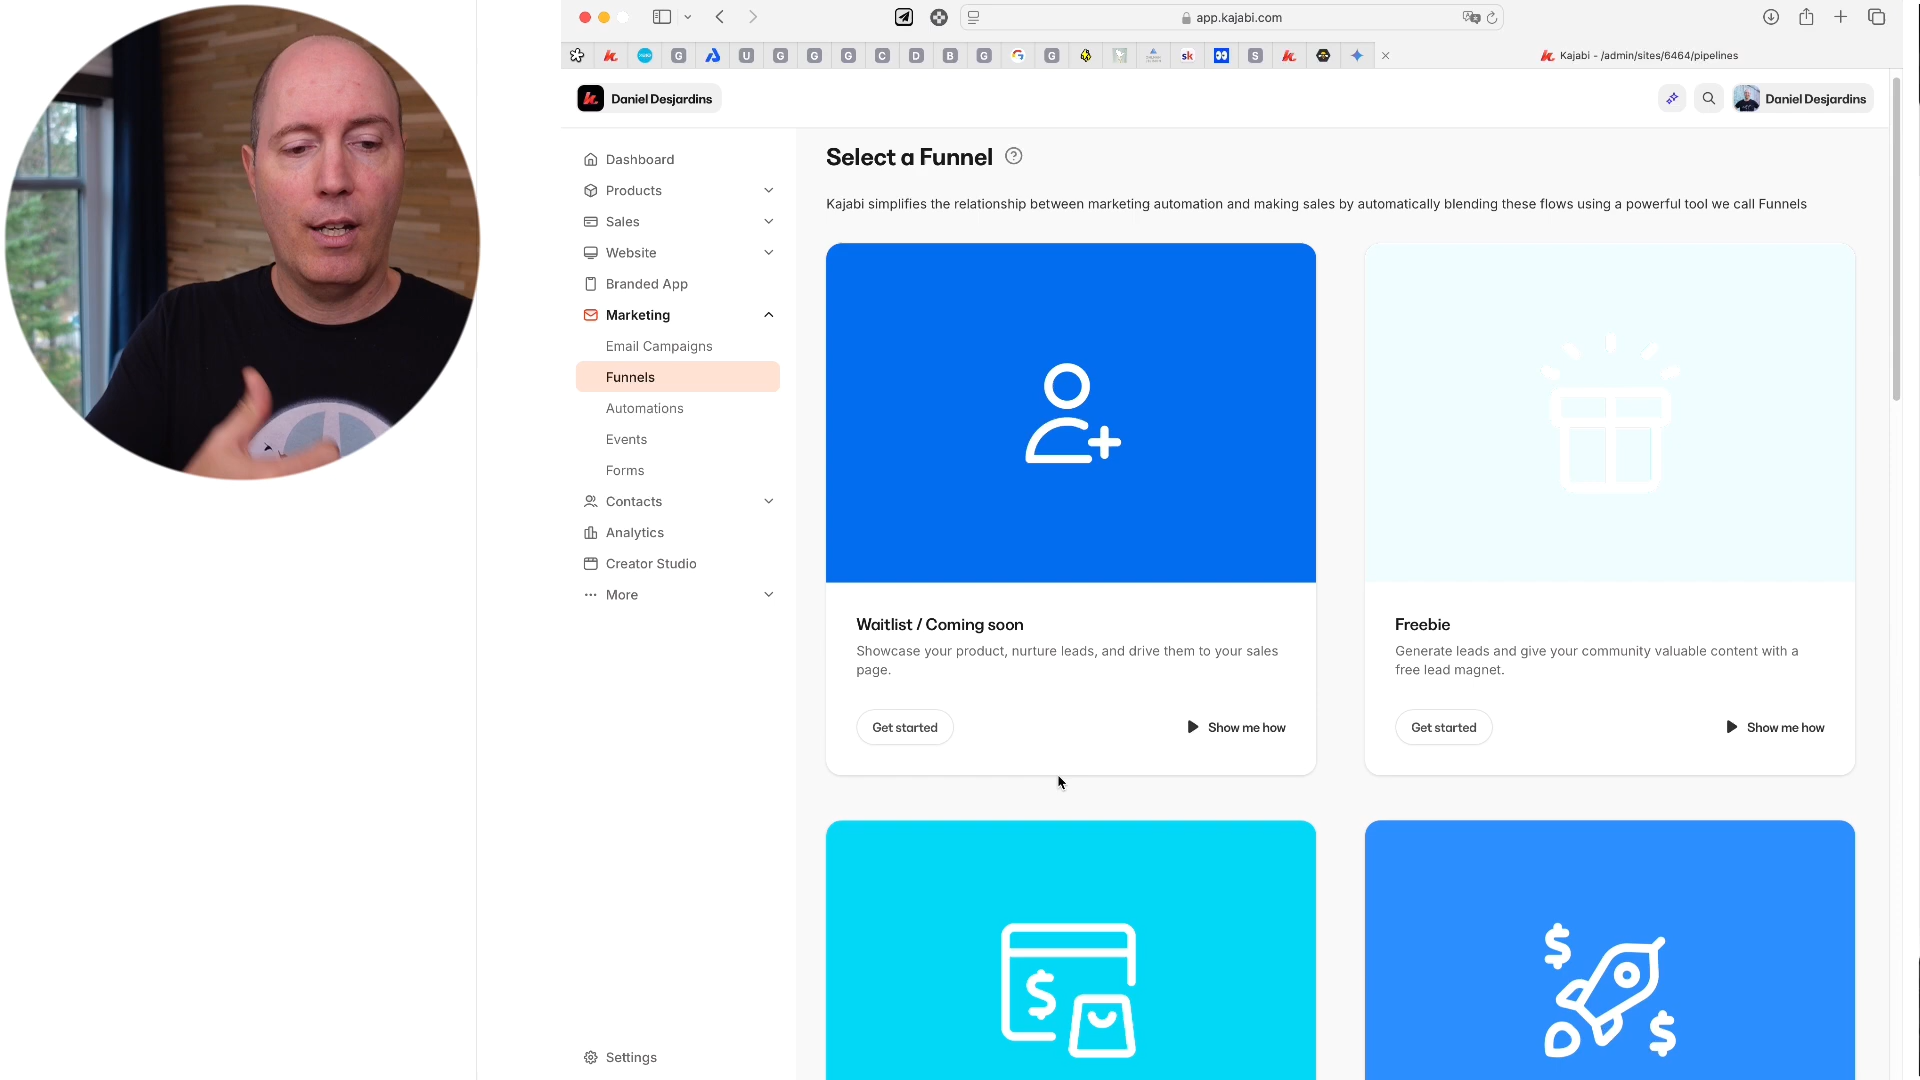 app.kajabi.com
G
U
G
G
G
C
D
B
G
G
sk
S
Kajabi - /admin/sites/6464/pipelines
Daniel Desjardins
Daniel Desjardins
Dashboard
Products
Sales
Website
Branded App
Marketing
Email Campaigns
Funnels
Automations
Events
Forms
Contacts
Analytics
Creator Studio
More
Settings
Select a Funnel
Kajabi simplifies the relationship between marketing automation and making sales by automatically blending these flows using a powerful tool we call Funnels
Waitlist / Coming soon
Showcase your product, nurture leads, and drive them to your sales
page.
Get started
Show me how
Freebie
Generate leads and give your community valuable content with a
free lead magnet.
Get started
Show me how